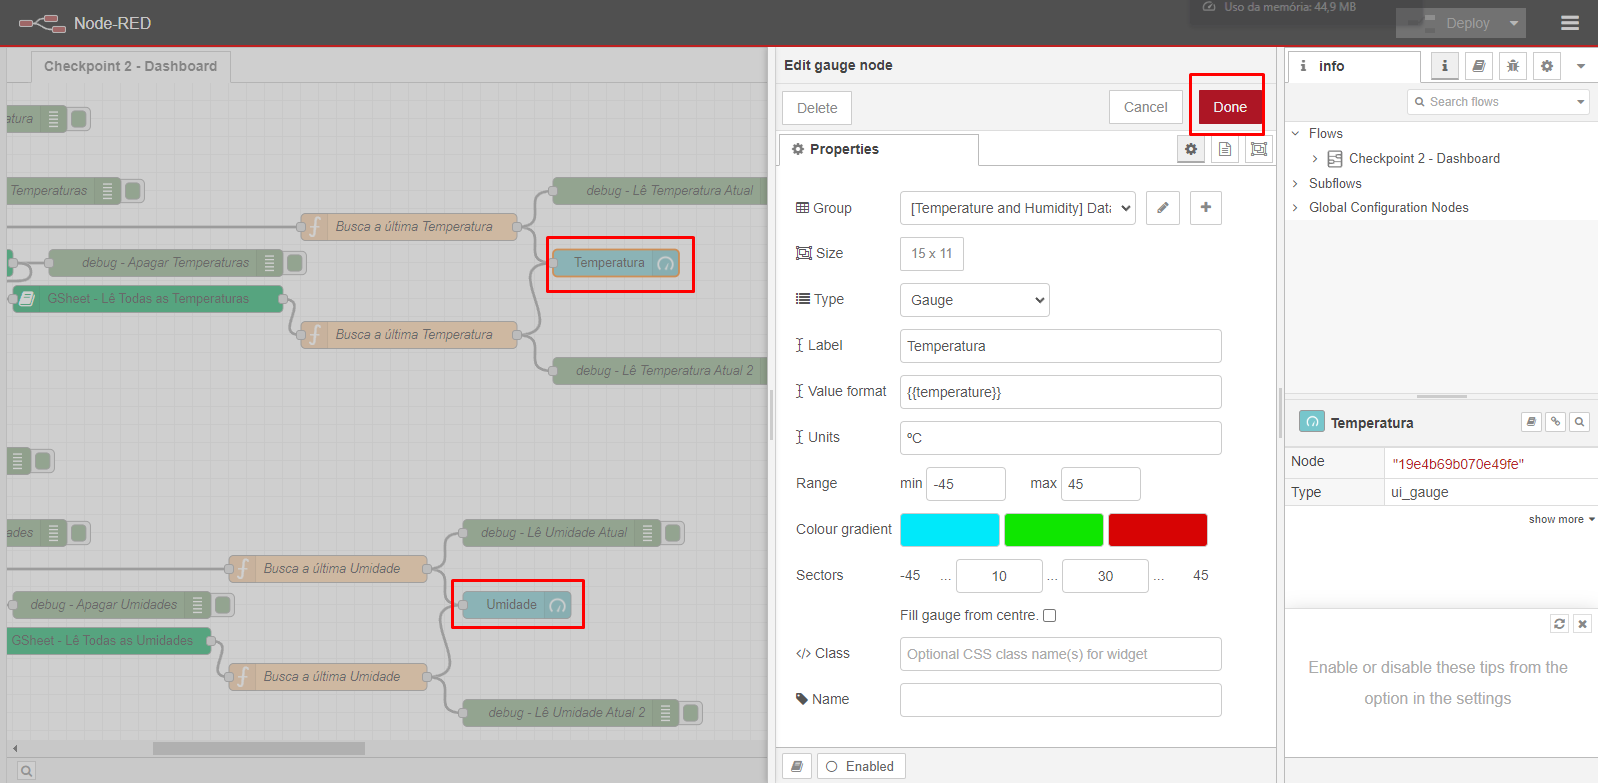 Node-RED
Uso da memória: 44,9 MB
Deploy
Checkpoint 2 - Dashboard
atura
Temperaturas
debug - Lê Temperatura Atual
Busca a última Temperatura
debug - Apagar Temperaturas
Temperatura
GSheet - Lê Todas as Temperaturas
Busca a última Temperatura
debug - Lê Temperatura Atual 2
ades
debug - Lê Umidade Atual
Busca a última Umidade
debug - Apagar Umidades
Umidade
GSheet - Lê Todas as Umidades
Busca a última Umidade
debug - Lê Umidade Atual 2
Edit gauge node
Delete
Cancel
Done
Properties
Group
[Temperature and Humidity] Data
Size
15 x 11
Type
Gauge
Label
Temperatura
Value format
{{temperature}}
Units
ºC
Range
min -45
max 45
Colour gradient
Sectors
-45 ... 10 ... 30 ... 45
Fill gauge from centre.
Class
Optional CSS class name(s) for widget
Name
Enabled
info
Search flows
Flows
Checkpoint 2 - Dashboard
Subflows
Global Configuration Nodes
Temperatura
Node
"19e4b69b070e49fe"
Type
ui_gauge
show more
Enable or disable these tips from the
option in the settings